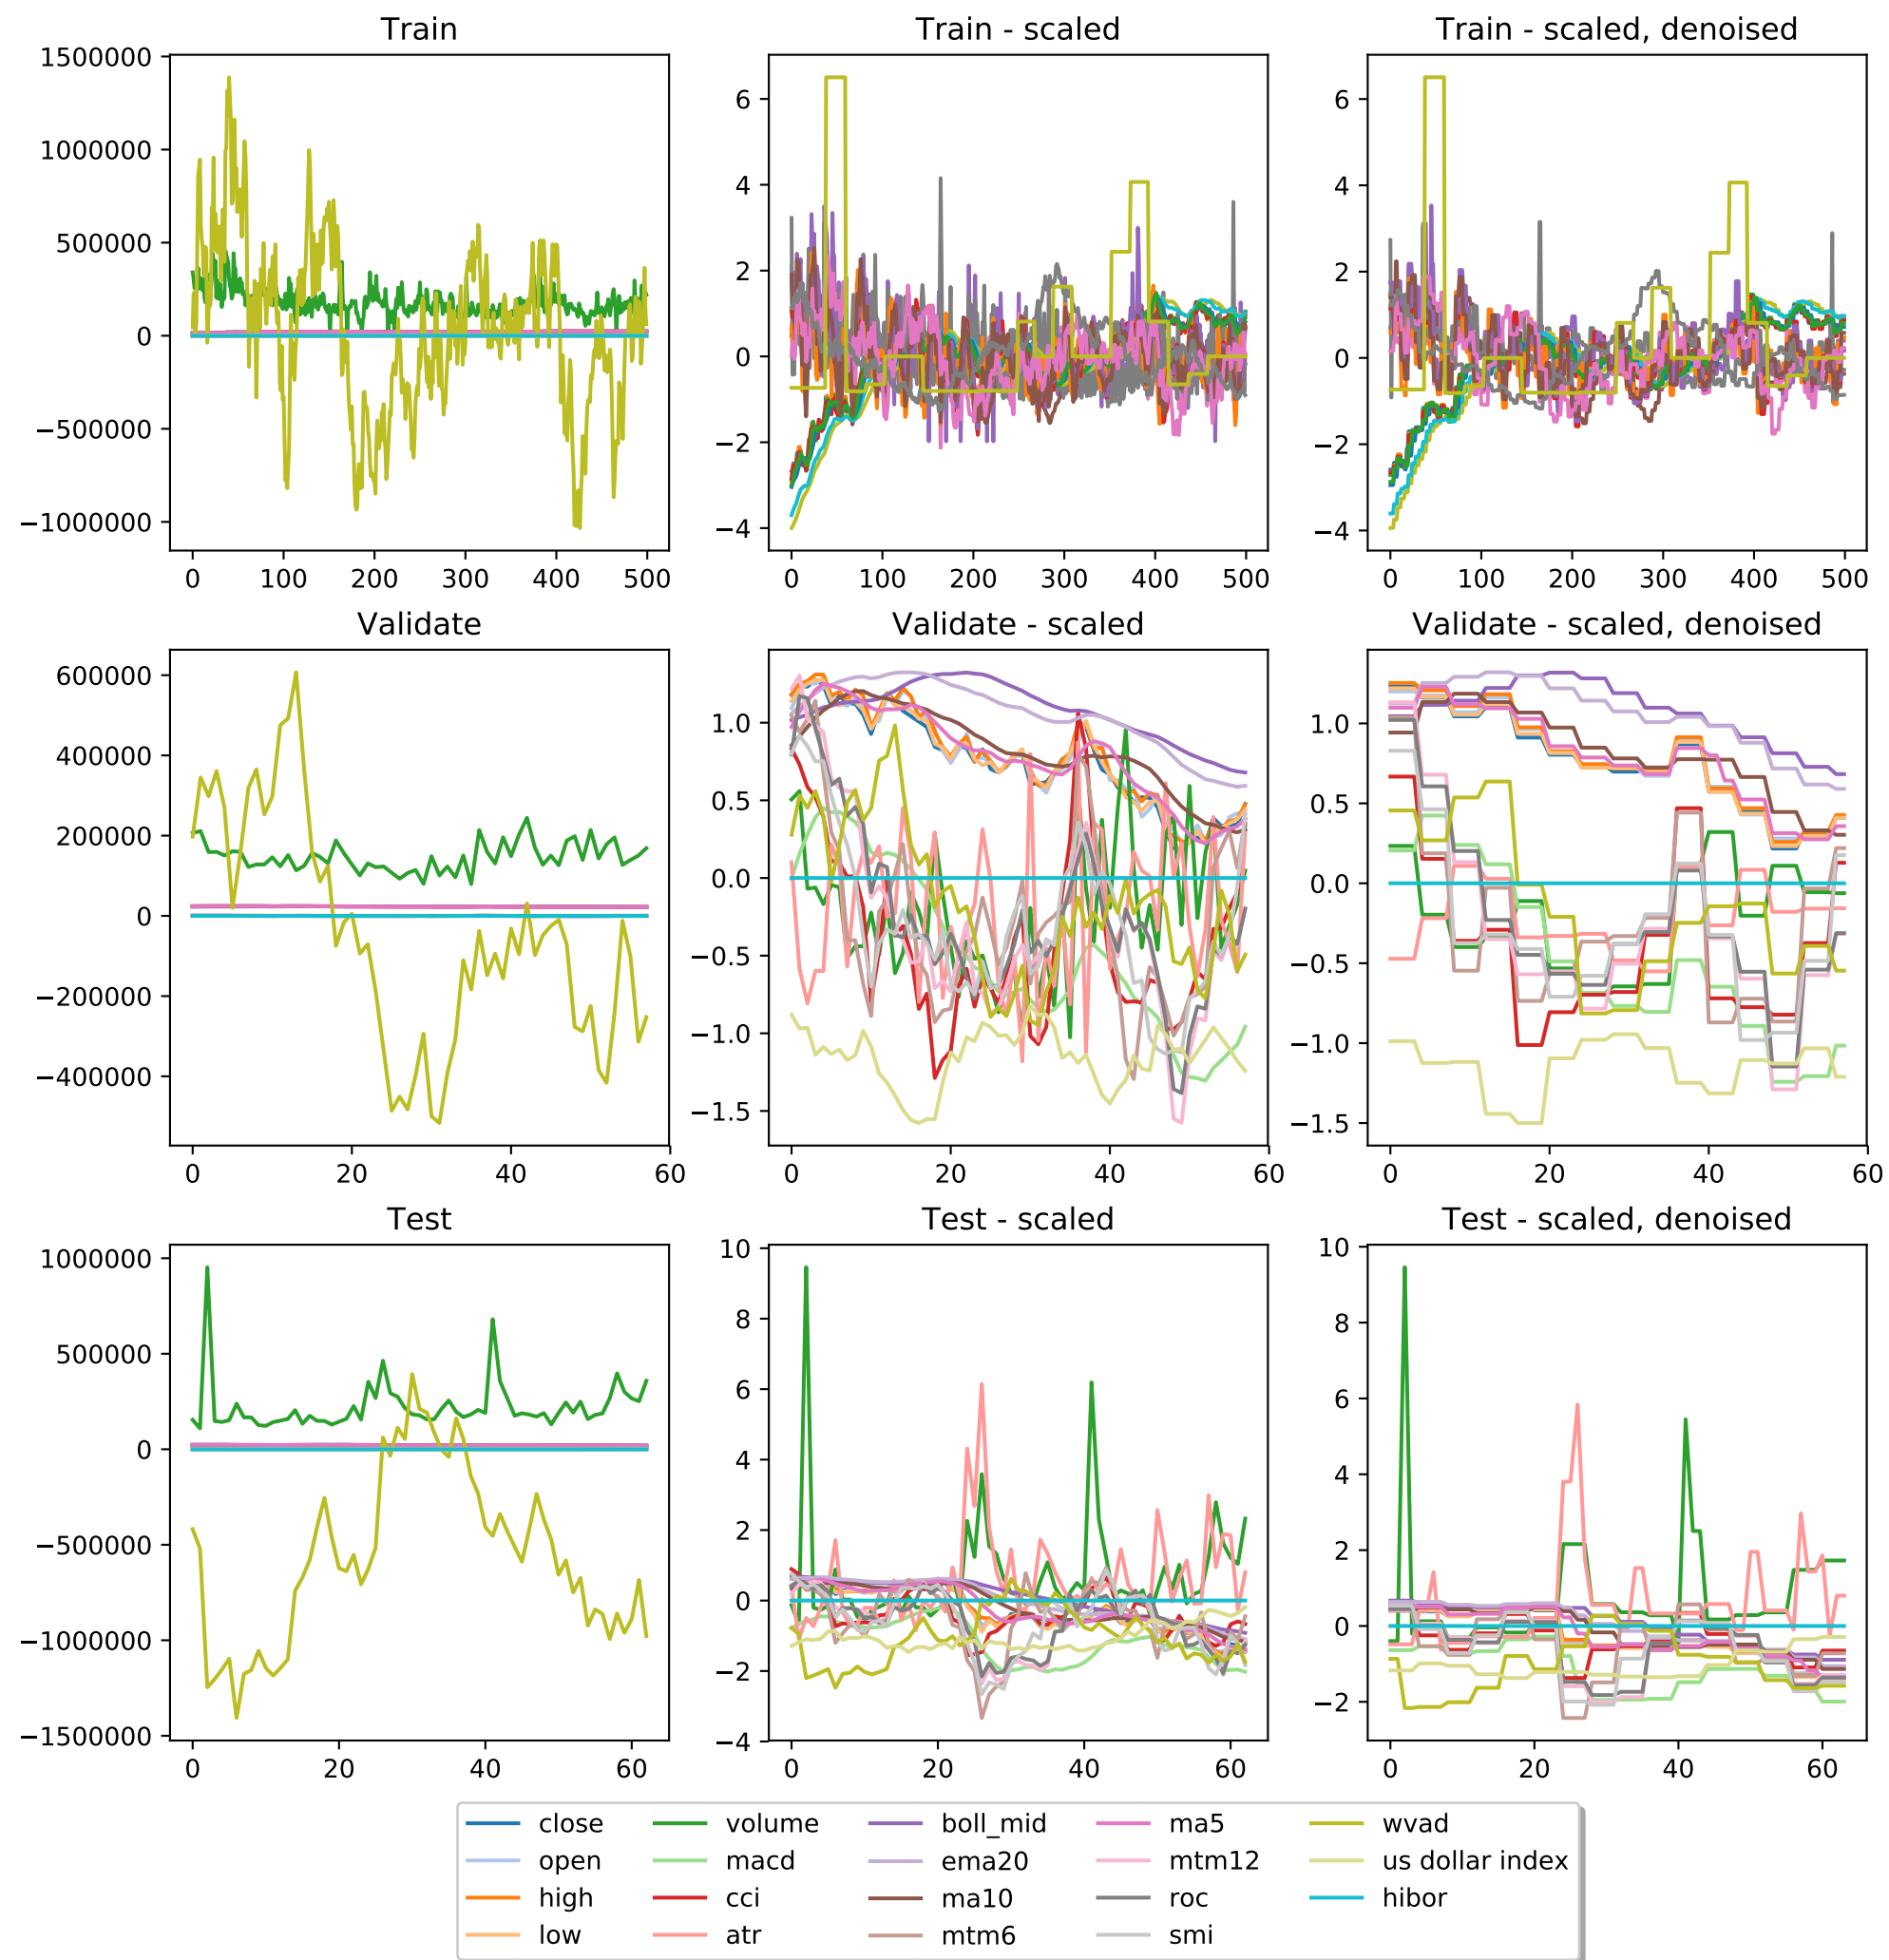 Train
Train - scaled
Train - scaled, denoised
1500000
1000000
500000
0
−500000
−1000000
0 100 200 300 400 500
6
4
2
0
−2
−4
0 100 200 300 400 500
6
4
2
0
−2
−4
0 100 200 300 400 500
Validate
Validate - scaled
Validate - scaled, denoised
600000
400000
200000
0
−200000
−400000
0 20 40 60
1.0
0.5
0.0
−0.5
−1.0
−1.5
0 20 40 60
1.0
0.5
0.0
−0.5
−1.0
−1.5
0 20 40 60
Test
Test - scaled
Test - scaled, denoised
1000000
500000
0
−500000
−1000000
−1500000
0 20 40 60
10
8
6
4
2
0
−2
−4
0 20 40 60
10
8
6
4
2
0
−2
0 20 40 60
close
open
high
low
volume
macd
cci
atr
boll_mid
ema20
ma10
mtm6
ma5
mtm12
roc
smi
wvad
us dollar index
hibor